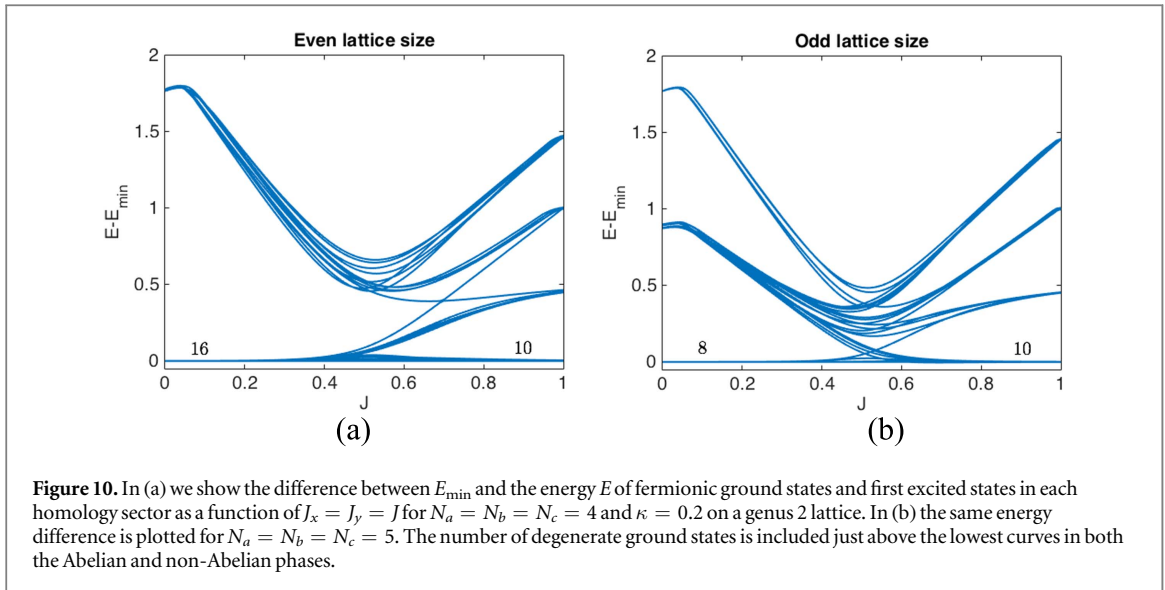 Even lattice size
Odd lattice size
2
1.5
1
0.5
0
E-E_min
16
10
0
0.2
0.4
0.6
0.8
1
J
(a)
2
1.5
1
0.5
0
E-E_min
8
10
0
0.2
0.4
0.6
0.8
1
J
(b)
Figure 10. In (a) we show the difference between E_min and the energy E of fermionic ground states and first excited states in each
homology sector as a function of J_x = J_y = J for N_a = N_b = N_c = 4 and κ = 0.2 on a genus 2 lattice. In (b) the same energy
difference is plotted for N_a = N_b = N_c = 5. The number of degenerate ground states is included just above the lowest curves in both
the Abelian and non-Abelian phases.